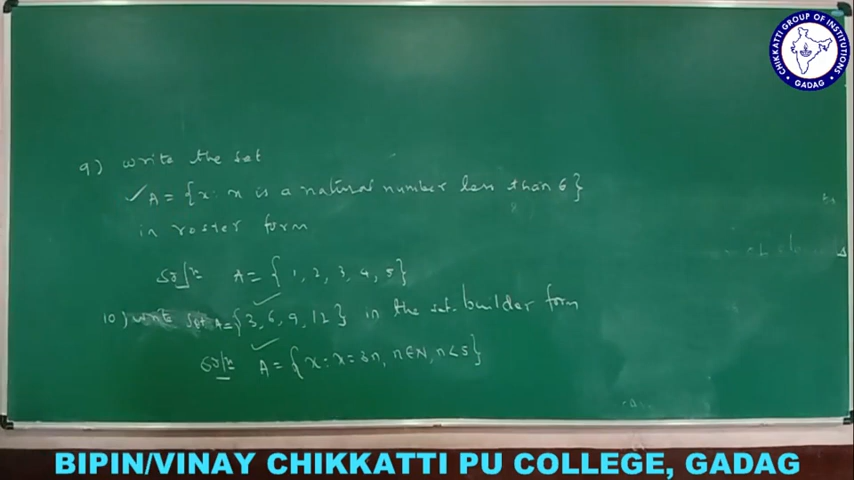 CHIKKATTI GROUP OF INSTITUTIONS
GADAG
9) write the set
A = {x: x is a natural number less than 6}
in roster form
Sol/n A = { 1, 2, 3, 4, 5}
10) write set A={3, 6, 9, 12} in the set-builder form
Sol/n A = {x: x = 3n, n∈N, n<5}
BIPIN/VINAY CHIKKATTI PU COLLEGE, GADAG